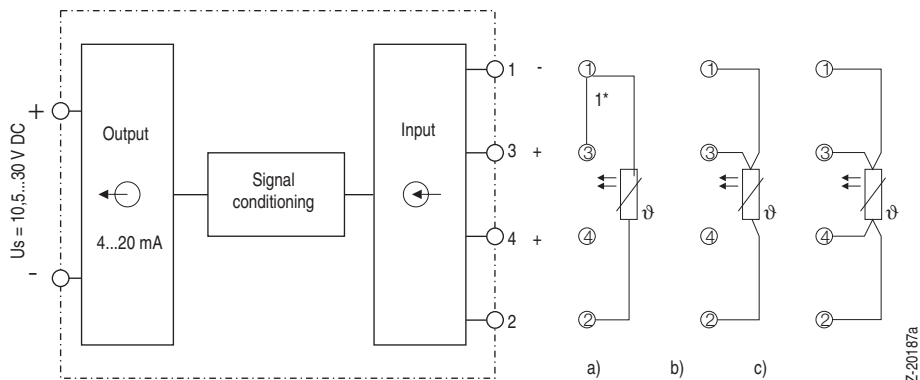 Us = 10,5...30 V DC
+
-
Output
4...20 mA
Signal
conditioning
Input
1 -
3 +
4 +
2
1
1*
3
4
2
ϑ
a)
1
3
4
2
ϑ
b)
1
3
4
2
ϑ
c)
Z-20187a